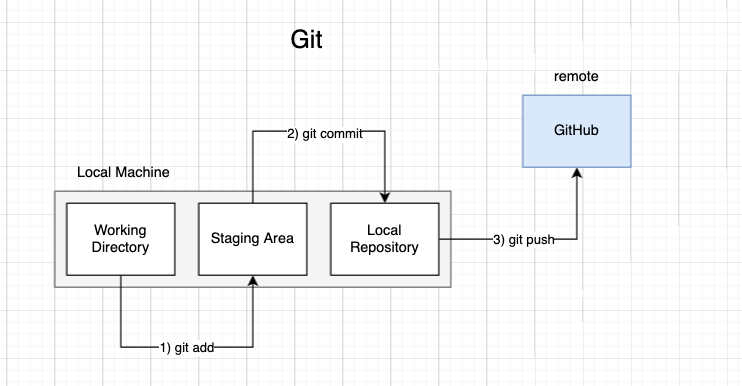 Git
remote
GitHub
2) git commit
Local Machine
Working
Directory
Staging Area
Local
Repository
3) git push
1) git add